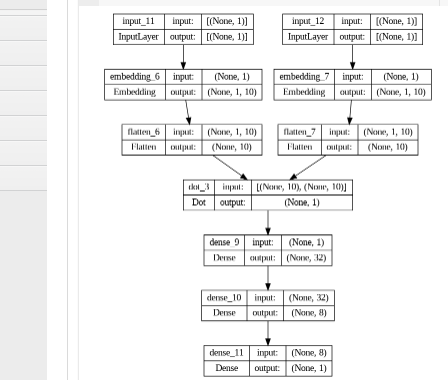 input_11 input: [(None, 1)] input_12 input: [(None, 1)]
InputLayer output: [(None, 1)] InputLayer output: [(None, 1)]
embedding_6 input: (None, 1) embedding_7 input: (None, 1)
Embedding output: (None, 1, 10) Embedding output: (None, 1, 10)
flatten_6 input: (None, 1, 10) flatten_7 input: (None, 1, 10)
Flatten output: (None, 10) Flatten output: (None, 10)
dot_3 input: [(None, 10), (None, 10)]
Dot output: (None, 1)
dense_9 input: (None, 1)
Dense output: (None, 32)
dense_10 input: (None, 32)
Dense output: (None, 8)
dense_11 input: (None, 8)
Dense output: (None, 1)